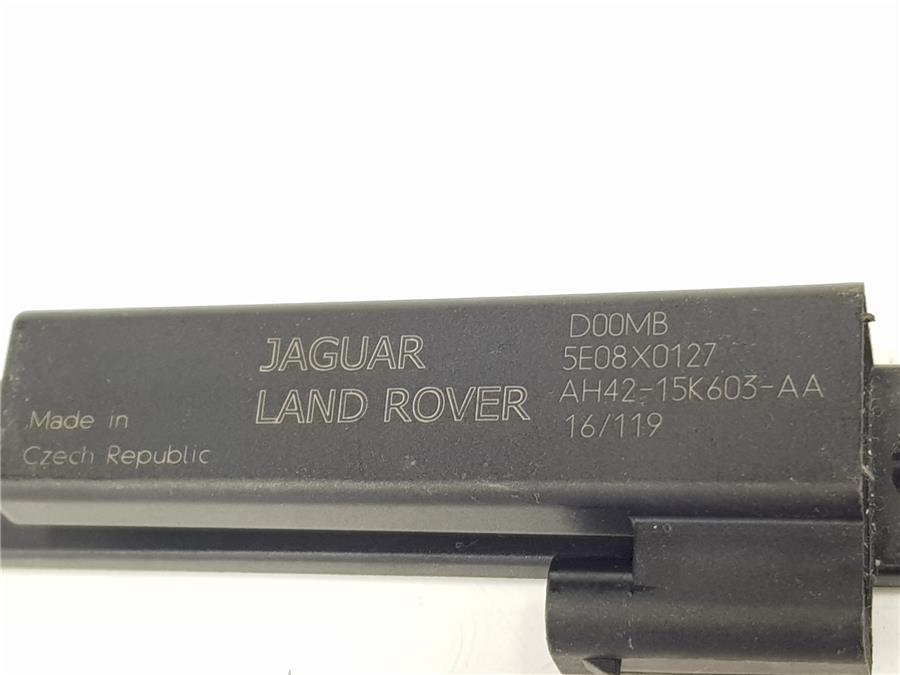 Made in
Czech Republic
JAGUAR
LAND ROVER
D00MB
5E08X0127
AH42-15K603-AA
16/119